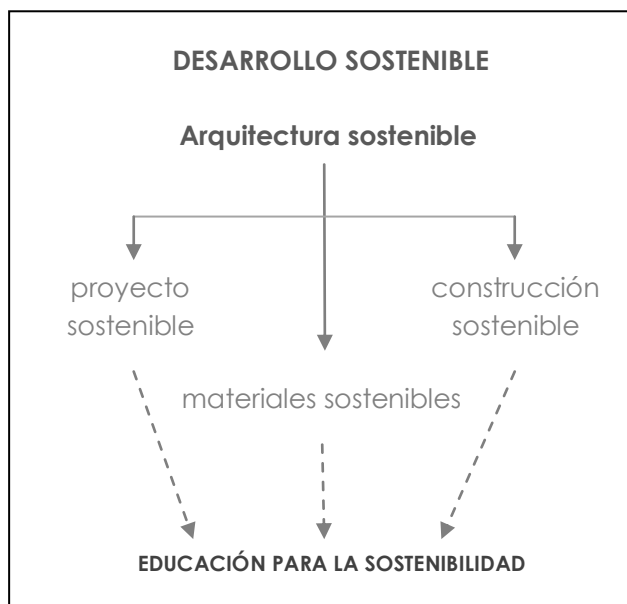 DESARROLLO SOSTENIBLE
Arquitectura sostenible
proyecto
sostenible
construcción
sostenible
materiales sostenibles
EDUCACIÓN PARA LA SOSTENIBILIDAD